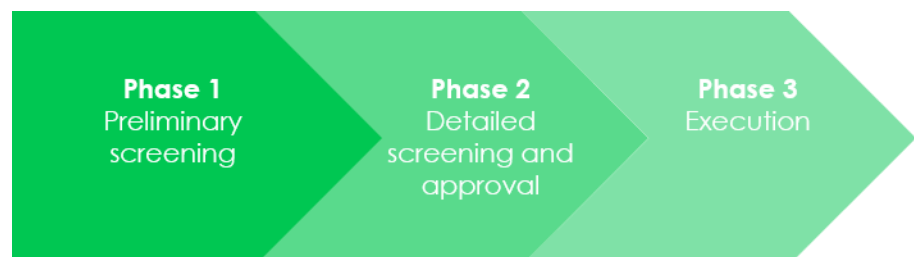 Phase 1
Preliminary
screening
Phase 2
Detailed
screening and
approval
Phase 3
Execution